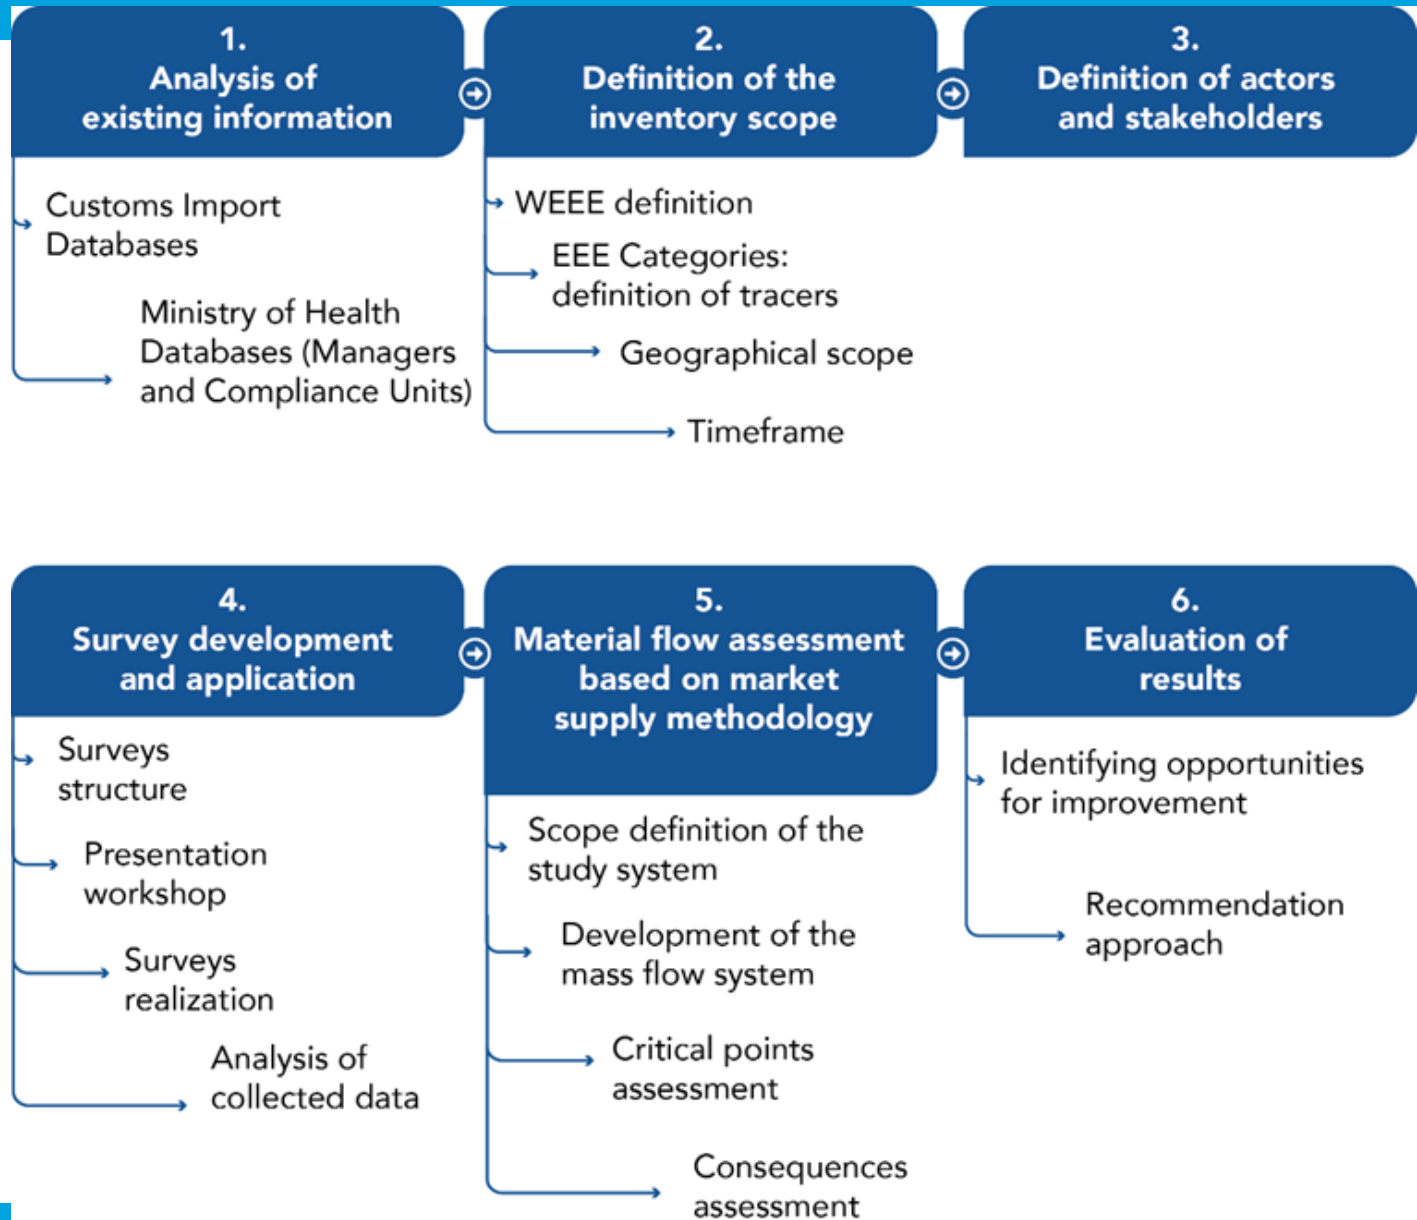 1.
Analysis of
existing information
Customs Import
Databases
Ministry of Health
Databases (Managers
and Compliance Units)
2.
Definition of the
inventory scope
WEEE definition
EEE Categories:
definition of tracers
Geographical scope
Timeframe
3.
Definition of actors
and stakeholders
4.
Survey development
and application
Surveys
structure
Presentation
workshop
Surveys
realization
Analysis of
collected data
5.
Material flow assessment
based on market
supply methodology
Scope definition of the
study system
Development of the
mass flow system
Critical points
assessment
Consequences
assessment
6.
Evaluation of
results
Identifying opportunities
for improvement
Recommendation
approach